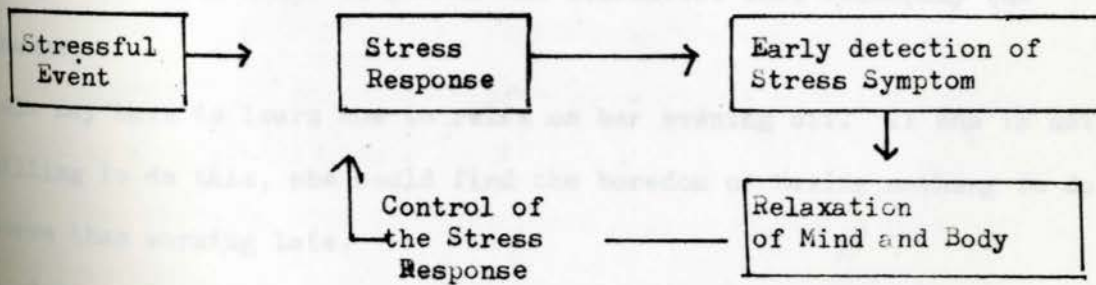 Stressful
Event
Stress
Response
Early detection of
Stress Symptom
Relaxation
of Mind and Body
Control of
the Stress
Response